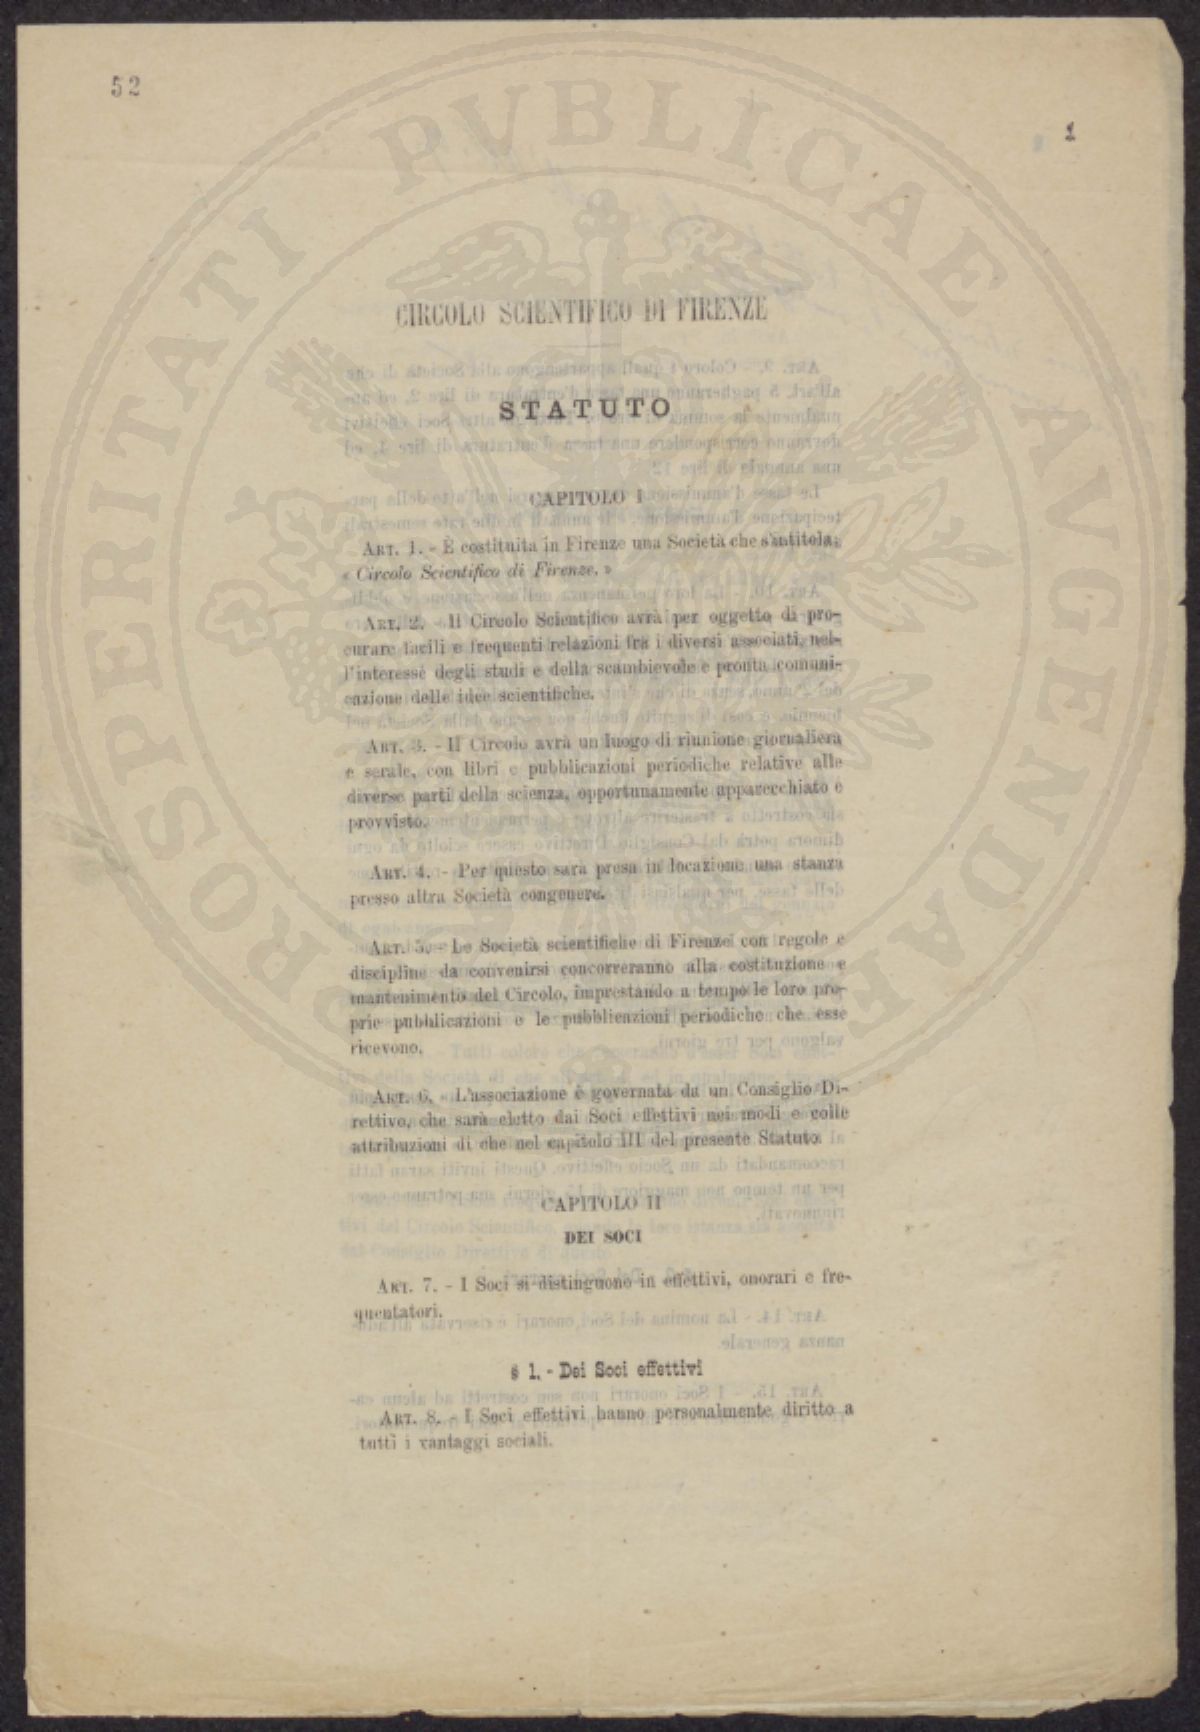 52
1
PROSPERITATI PVBLICAE AVGENDAE
CIRCOLO SCIENTIFICO DI FIRENZE
STATUTO
CAPITOLO I
ART. 1. - È costituita in Firenze una Società che s'intitola:
« Circolo Scientifico di Firenze. »
ART. 2. - Il Circolo Scientifico avrà per oggetto di pro-
curare facili e frequenti relazioni fra i diversi associati, nel-
l'interesse degli studi e della scambievole e pronta comuni-
cazione delle idee scientifiche.
ART. 3. - Il Circolo avrà un luogo di riunione giornaliera
e serale, con libri e pubblicazioni periodiche relative alle
diverse parti della scienza, opportunamente apparecchiato e
provvisto.
ART. 4. - Per questo sarà presa in locazione una stanza
presso altra Società congenere.
ART. 5. - Le Società scientifiche di Firenze con regole e
discipline da convenirsi concorreranno alla costituzione e
mantenimento del Circolo, imprestando a tempo le loro pro-
prie pubblicazioni e le pubblicazioni periodiche che esse
ricevono.
ART. 6. - L'associazione è governata da un Consiglio Di-
rettivo, che sarà eletto dai Soci effettivi nei modi e colle
attribuzioni di che nel capitolo III del presente Statuto.
CAPITOLO II
DEI SOCI
ART. 7. - I Soci si distinguono in effettivi, onorari e fre-
quentatori.
§ 1. - Dei Soci effettivi
ART. 8. - I Soci effettivi hanno personalmente diritto a
tutti i vantaggi sociali.